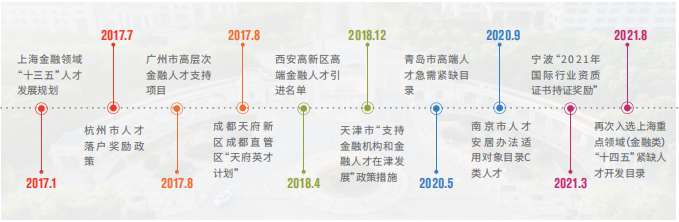 2017.7
2017.8
2018.12
2020.9
2021.8
上海金融领域
“十三五”人才
发展规划
广州市高层次
金融人才支持
项目
西安高新区高
端金融人才引
进名单
青岛市高端人
才急需紧缺目
录
宁波“2021年
国际行业资质
证书持证奖励”
杭州市人才
落户奖励政
策
成都天府新
区成都直管
区“天府英才
计划”
天津市“支持
金融机构和金
融人才在津发
展”政策措施
南京市人才
安居办法适
用对象目录C
类人才
再次入选上海重
点领域(金融类)
“十四五”紧缺人
才开发目录
2017.1
2017.8
2018.4
2020.5
2021.3